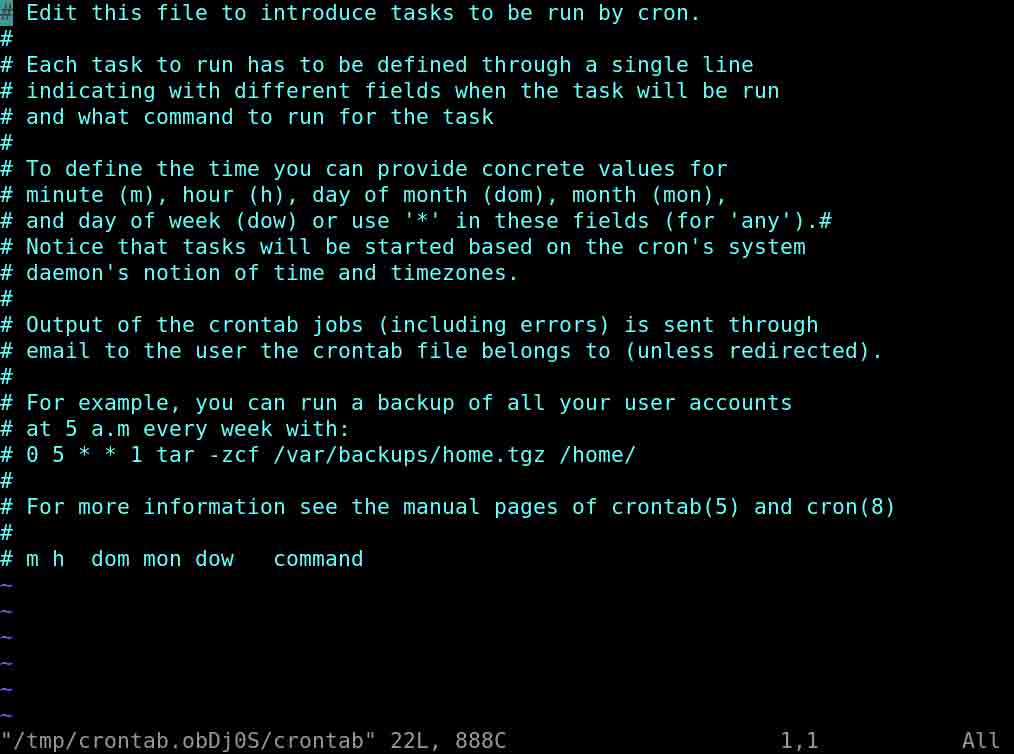 # Edit this file to introduce tasks to be run by cron.
#
# Each task to run has to be defined through a single line
# indicating with different fields when the task will be run
# and what command to run for the task
#
# To define the time you can provide concrete values for
# minute (m), hour (h), day of month (dom), month (mon),
# and day of week (dow) or use '*' in these fields (for 'any').#
# Notice that tasks will be started based on the cron's system
# daemon's notion of time and timezones.
#
# Output of the crontab jobs (including errors) is sent through
# email to the user the crontab file belongs to (unless redirected).
#
# For example, you can run a backup of all your user accounts
# at 5 a.m every week with:
# 0 5 * * 1 tar -zcf /var/backups/home.tgz /home/
#
# For more information see the manual pages of crontab(5) and cron(8)
#
# m h  dom mon dow   command
~
~
~
~
~
~
"/tmp/crontab.obDj0S/crontab" 22L, 888C 1,1 All